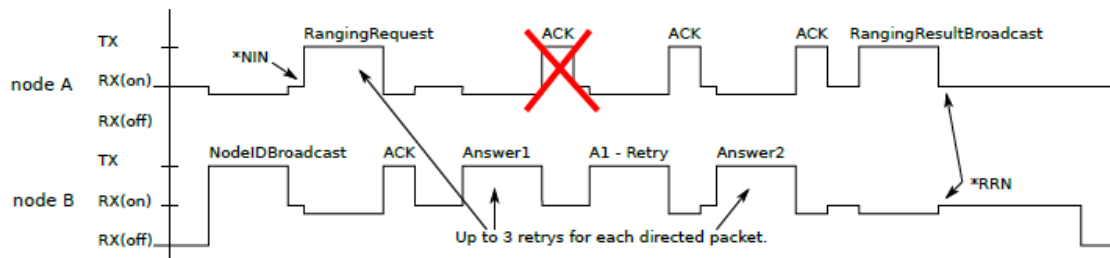 RangingRequest ACK ACK ACK RangingResultBroadcast
TX
*NIN
node A RX(on)
RX(off)
NodeIDBroadcast ACK Answer1 A1 - Retry Answer2
TX
*RRN
node B RX(on)
Up to 3 retrys for each directed packet.
RX(off)